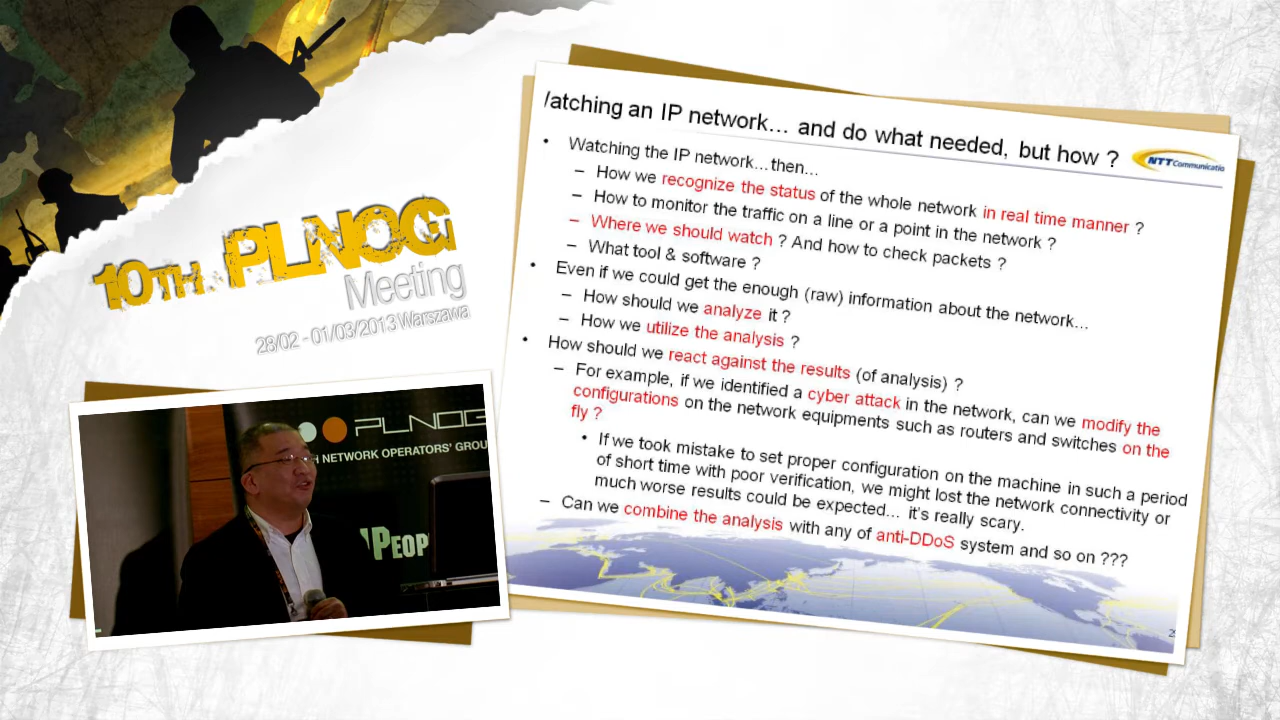 10TH PLNOG
Meeting
28/02 - 01/03/2013 Warszawa
PLNOG
H NETWORK OPERATORS' GROU
IPEOP
/atching an IP network… and do what needed, but how ?
NTT Communicatio
• Watching the IP network…then…
– How we recognize the status of the whole network in real time manner ?
– How to monitor the traffic on a line or a point in the network ?
– Where we should watch ? And how to check packets ?
– What tool & software ?
• Even if we could get the enough (raw) information about the network…
– How should we analyze it ?
– How we utilize the analysis ?
• How should we react against the results (of analysis) ?
– For example, if we identified a cyber attack in the network, can we modify the
configurations on the network equipments such as routers and switches on the
fly ?
• If we took mistake to set proper configuration on the machine in such a period
of short time with poor verification, we might lost the network connectivity or
much worse results could be expected… it's really scary.
– Can we combine the analysis with any of anti-DDoS system and so on ???
2